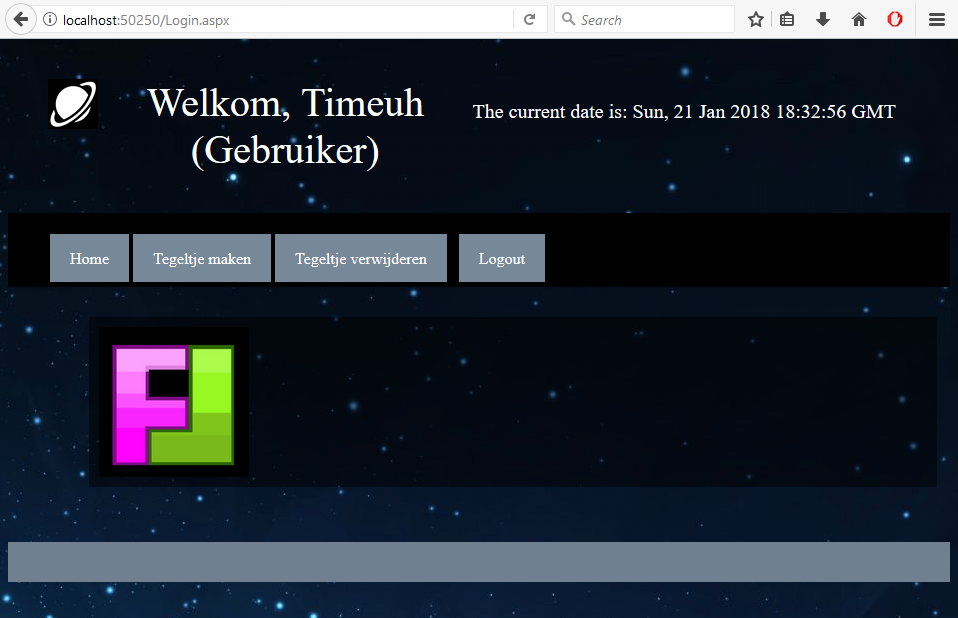 localhost:50250/Login.aspx
Search
Welkom, Timeuh
(Gebruiker)
The current date is: Sun, 21 Jan 2018 18:32:56 GMT
Home
Tegeltje maken
Tegeltje verwijderen
Logout